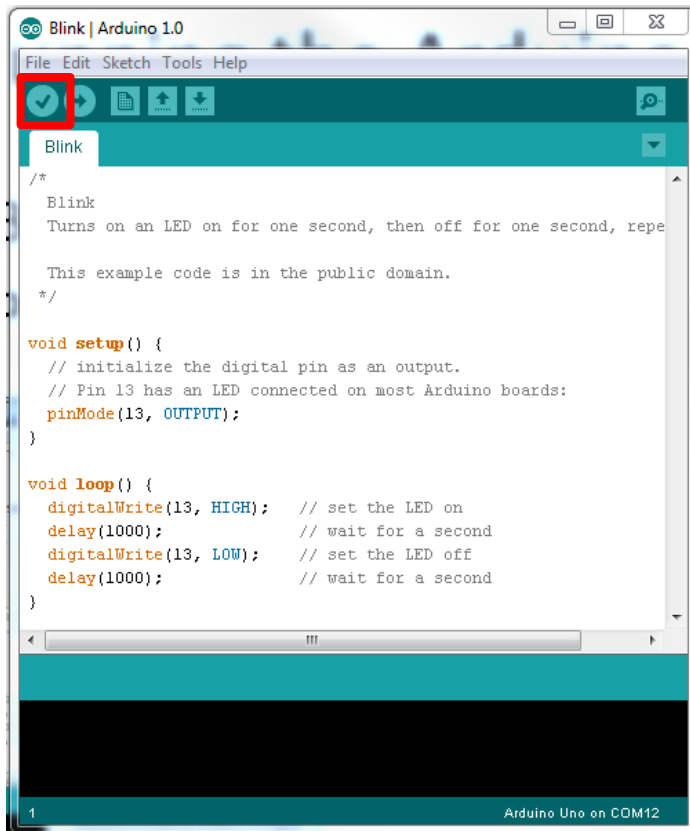 Blink | Arduino 1.0
File Edit Sketch Tools Help
Blink
/*
  Blink
  Turns on an LED on for one second, then off for one second, repe

  This example code is in the public domain.
 */

void setup() {
  // initialize the digital pin as an output.
  // Pin 13 has an LED connected on most Arduino boards:
  pinMode(13, OUTPUT);
}

void loop() {
  digitalWrite(13, HIGH);   // set the LED on
  delay(1000);              // wait for a second
  digitalWrite(13, LOW);    // set the LED off
  delay(1000);              // wait for a second
}
1
Arduino Uno on COM12